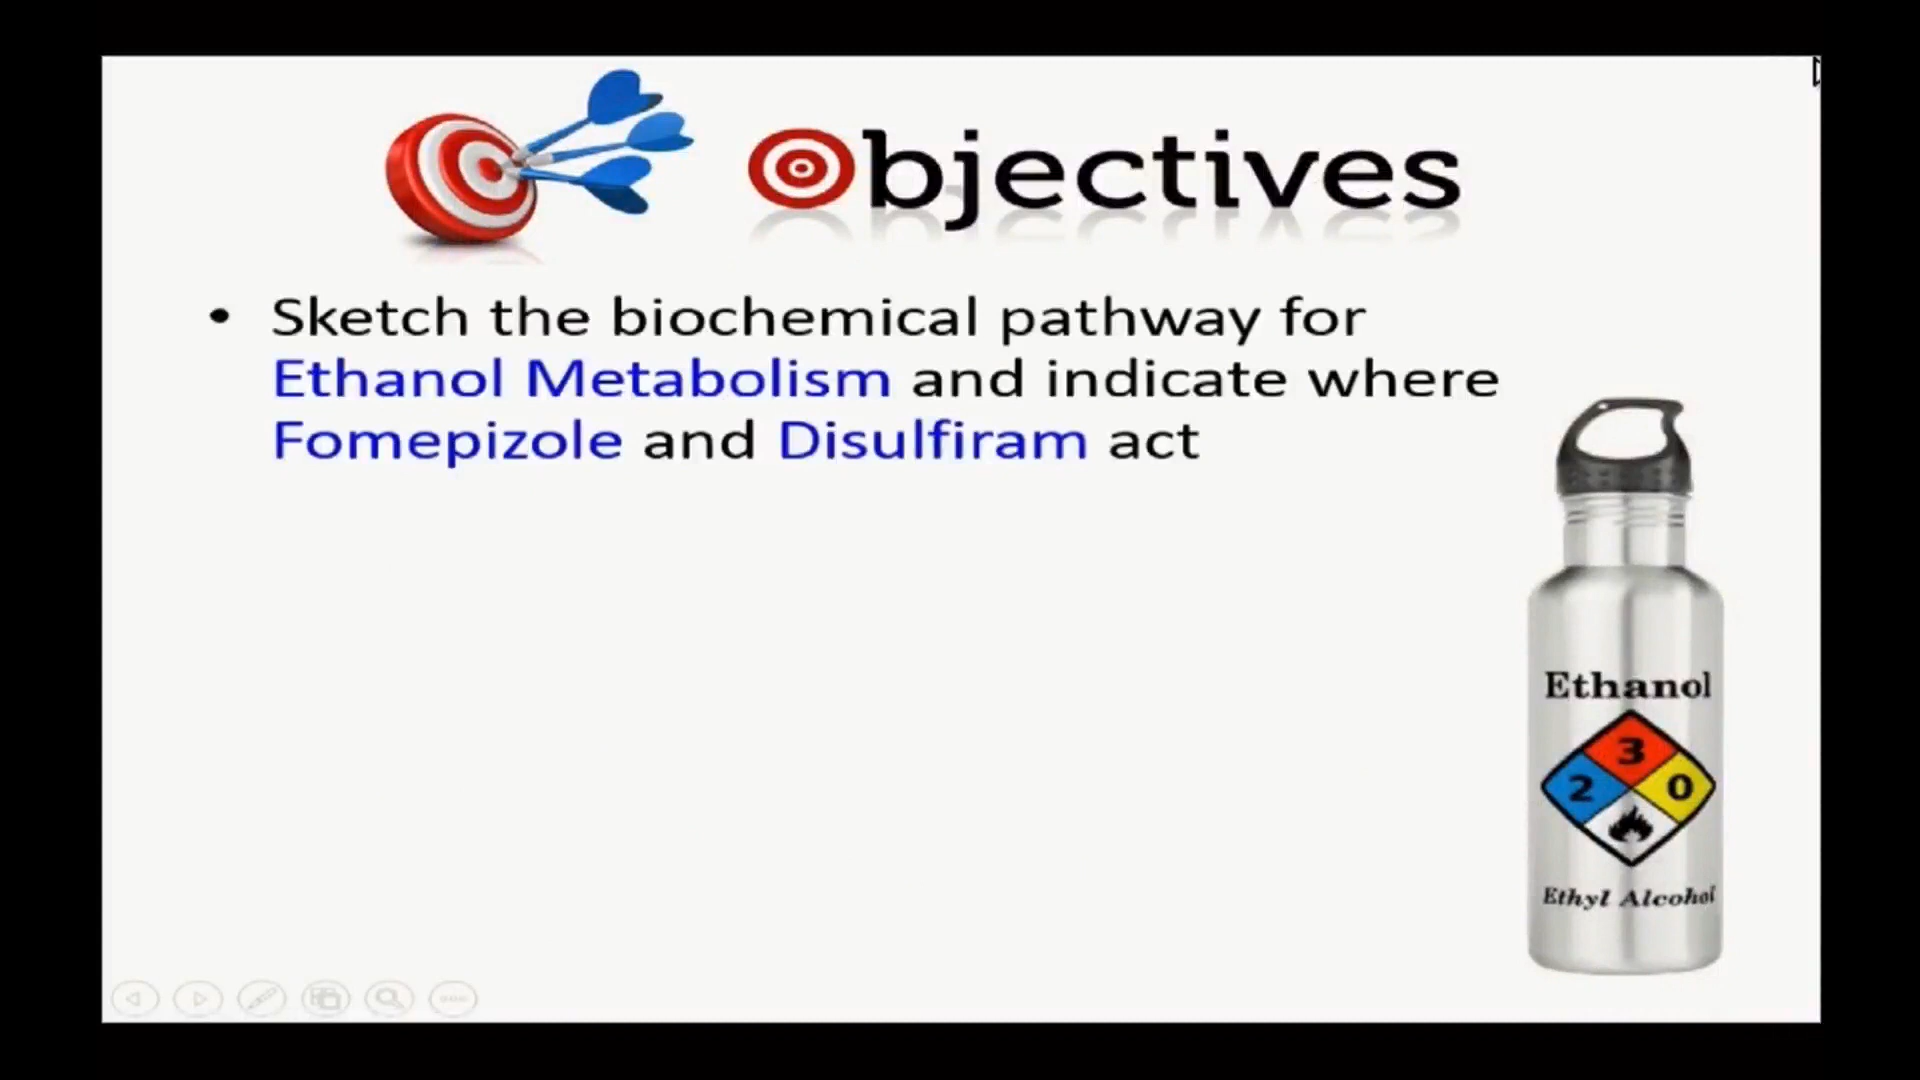 Objectives
• Sketch the biochemical pathway for
Ethanol Metabolism and indicate where
Fomepizole and Disulfiram act
Ethanol
3
2 0
Ethyl Alcohol